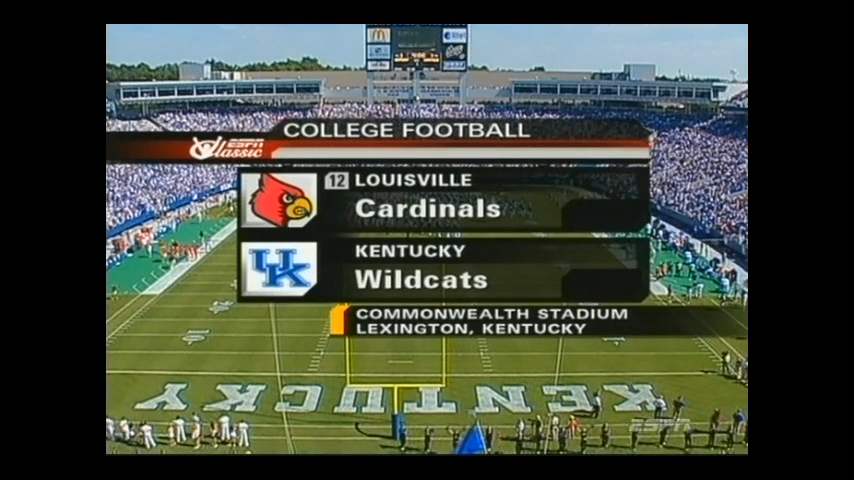 COLLEGE FOOTBALL
ESPN
Classic
12 LOUISVILLE
Cardinals
KENTUCKY
UK
Wildcats
COMMONWEALTH STADIUM
LEXINGTON, KENTUCKY
KENTUCKY
ESPN